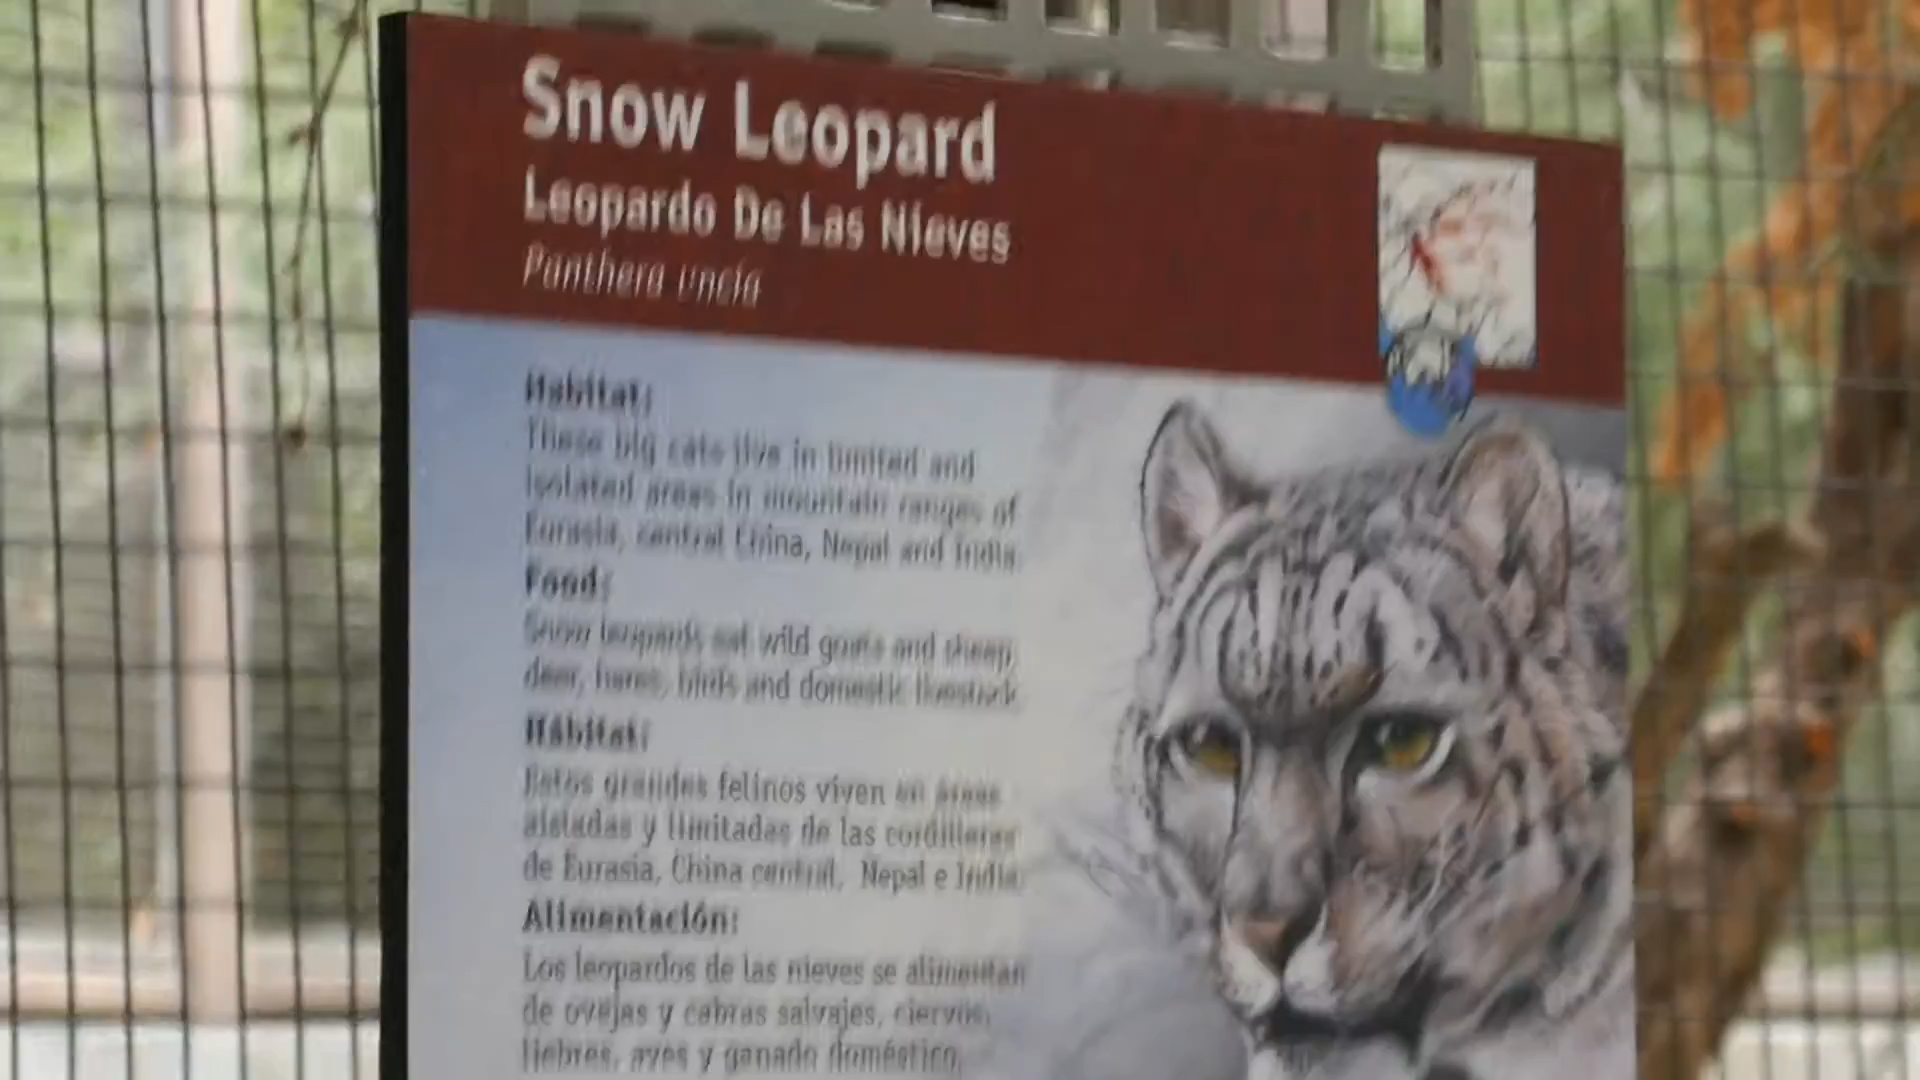 Snow Leopard
Leopardo De Las Nieves
Panthera uncia
Habitat:
These big cats live in limited and
isolated areas in mountain ranges of
Eurasia, central China, Nepal and India.
Food:
Snow leopards eat wild goats and sheep,
deer, hares, birds and domestic livestock.
Hábitat:
Estos grandes felinos viven en áreas
aisladas y limitadas de las cordilleras
de Eurasia, China central, Nepal e India.
Alimentación:
Los leopardos de las nieves se alimentan
de ovejas y cabras salvajes, ciervos,
liebres, aves y ganado doméstico.